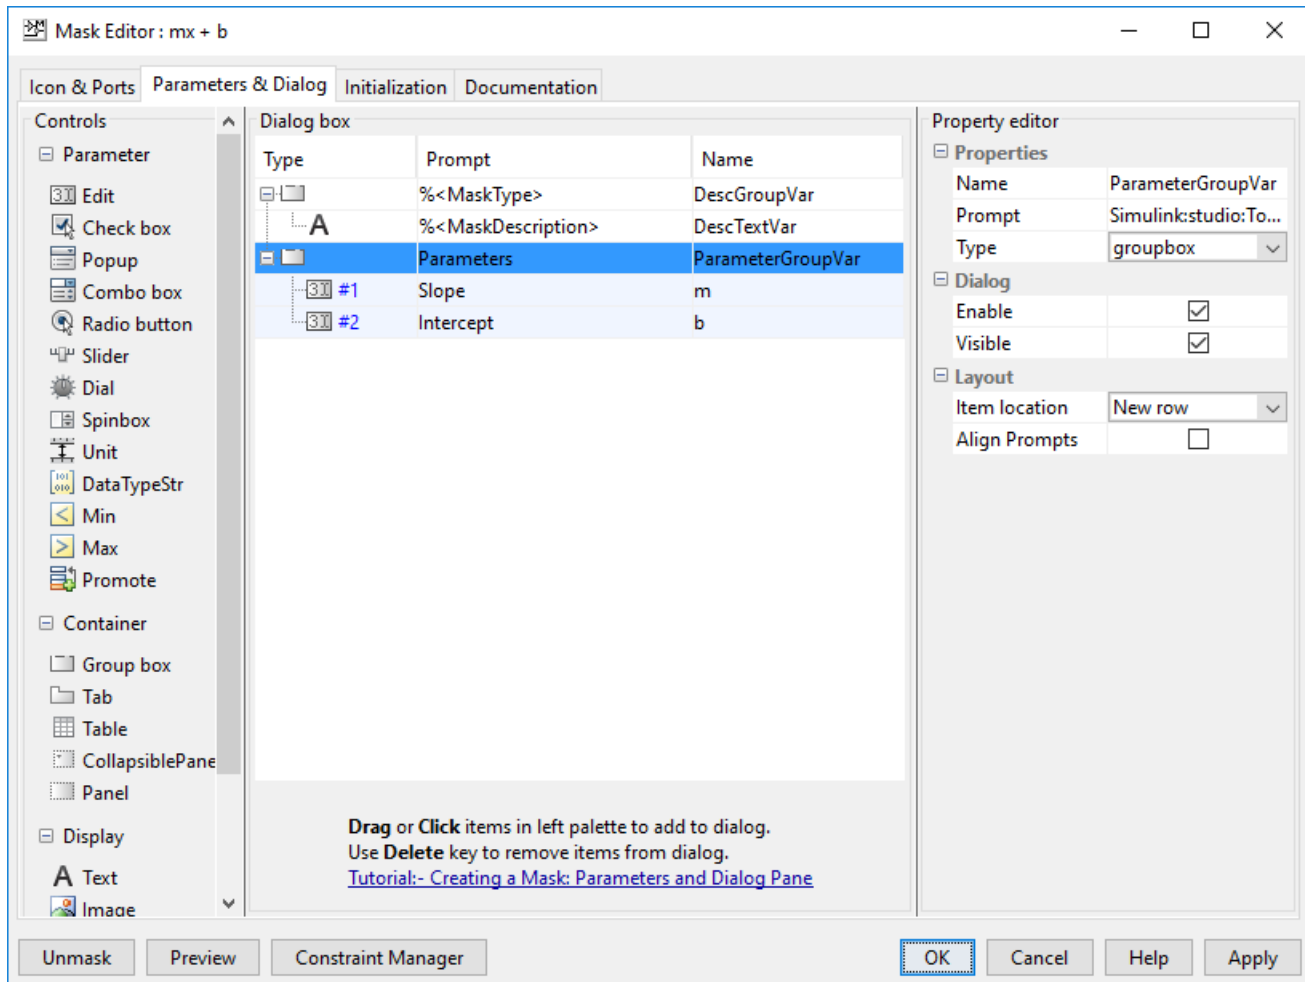 Mask Editor : mx + b
Icon & Ports Parameters & Dialog Initialization Documentation
Controls
Parameter
Edit
Check box
Popup
Combo box
Radio button
Slider
Dial
Spinbox
Unit
DataTypeStr
Min
Max
Promote
Container
Group box
Tab
Table
CollapsiblePane
Panel
Display
A Text
Image
Dialog box
Type Prompt Name
%<MaskType> DescGroupVar
A %<MaskDescription> DescTextVar
Parameters ParameterGroupVar
#1 Slope m
#2 Intercept b
Drag or Click items in left palette to add to dialog.
Use Delete key to remove items from dialog.
Tutorial:- Creating a Mask: Parameters and Dialog Pane
Property editor
Properties
Name ParameterGroupVar
Prompt Simulink:studio:To...
Type groupbox
Dialog
Enable
Visible
Layout
Item location New row
Align Prompts
Unmask Preview Constraint Manager OK Cancel Help Apply